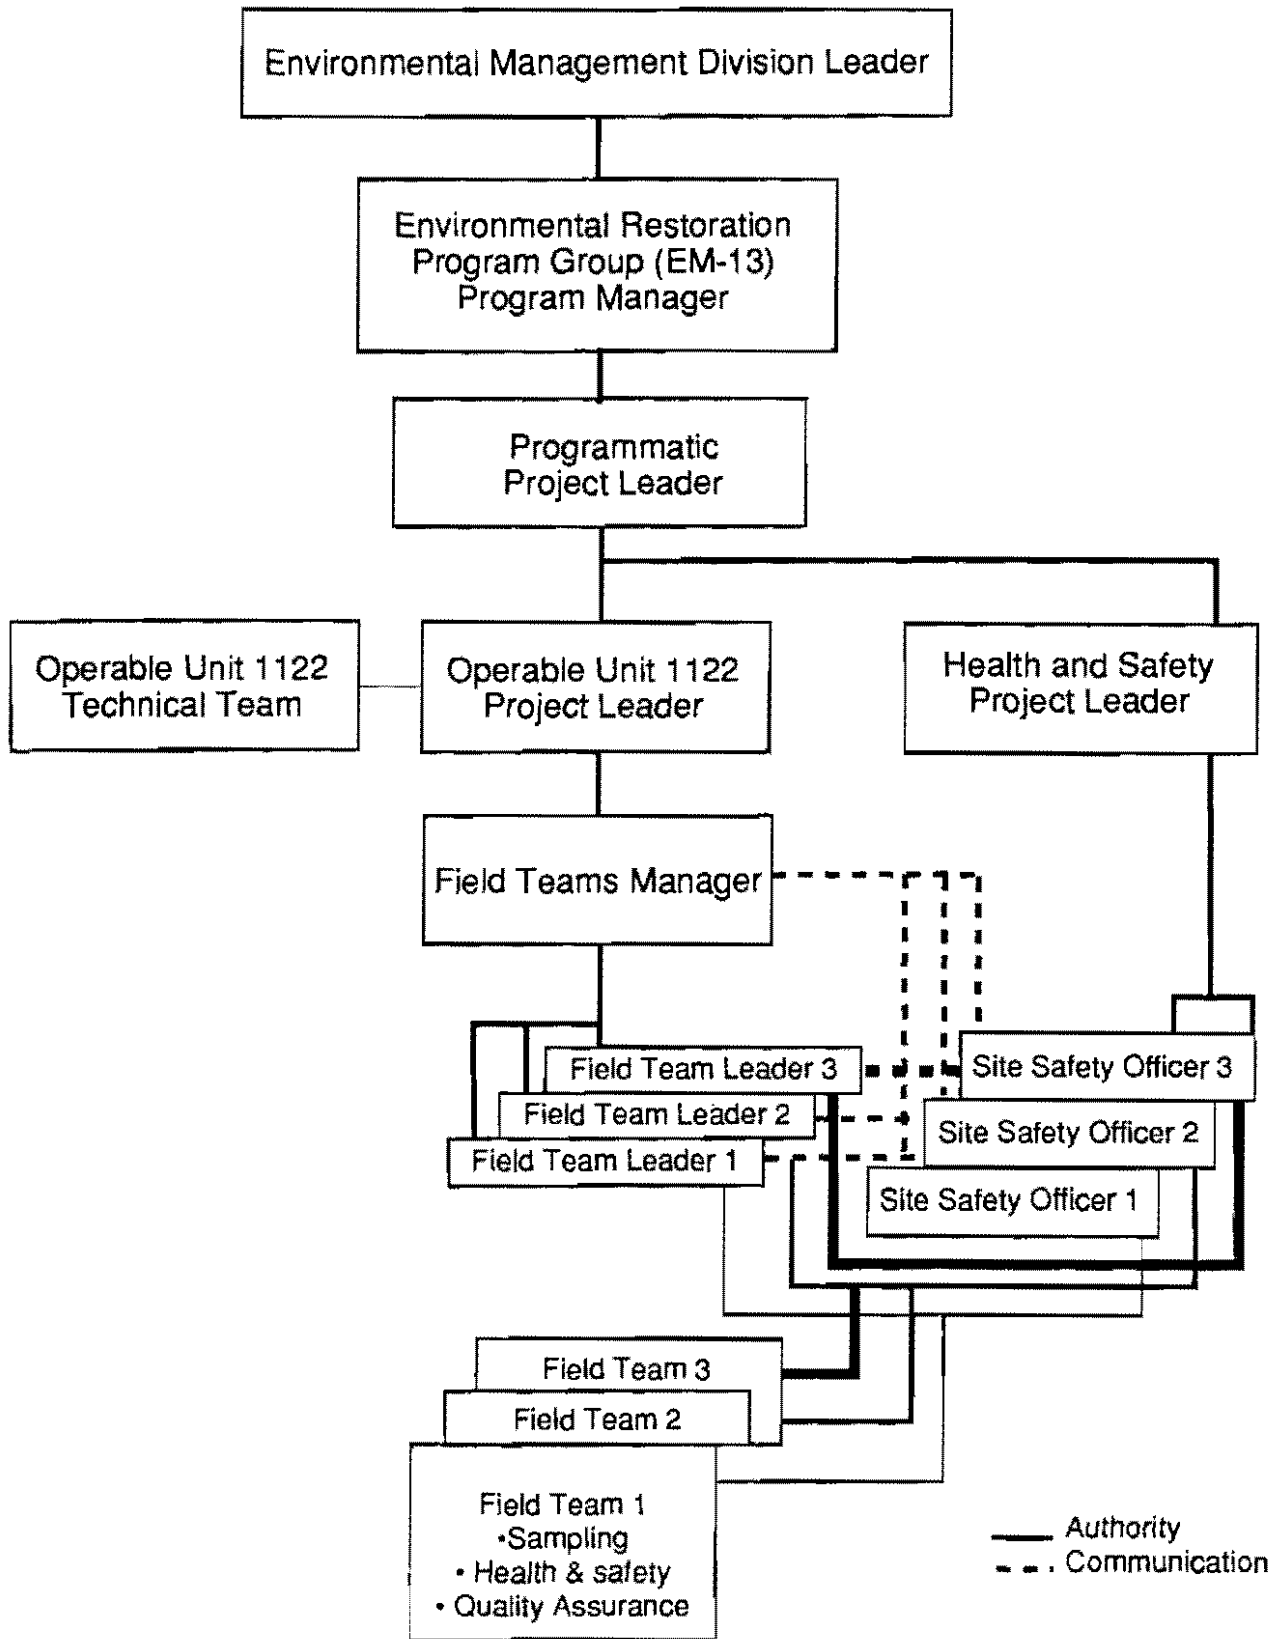 Environmental Management Division Leader
Environmental Restoration
Program Group (EM-13)
Program Manager
Programmatic
Project Leader
Operable Unit 1122
Technical Team
Operable Unit 1122
Project Leader
Health and Safety
Project Leader
Field Teams Manager
Field Team Leader 3
Field Team Leader 2
Field Team Leader 1
Site Safety Officer 3
Site Safety Officer 2
Site Safety Officer 1
Field Team 3
Field Team 2
Field Team 1
•Sampling
• Health & safety
• Quality Assurance
Authority
Communication